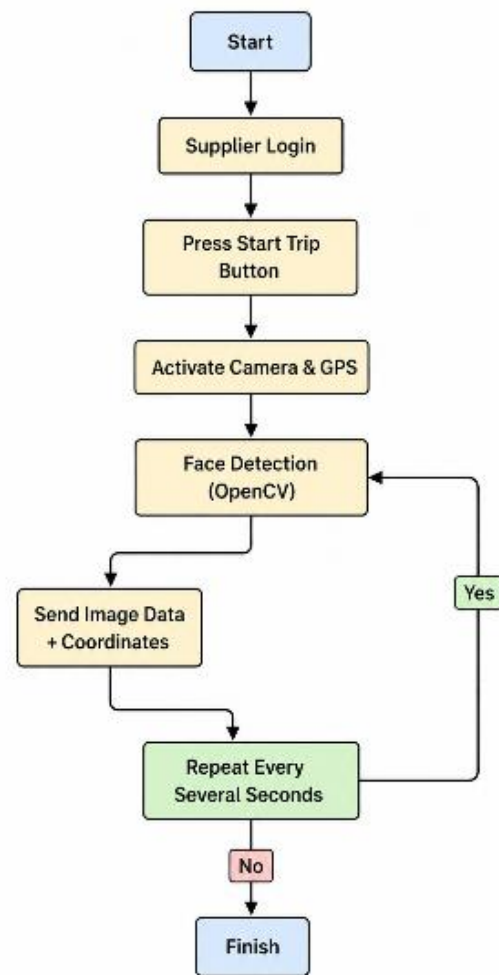 Start
Supplier Login
Press Start Trip
Button
Activate Camera & GPS
Face Detection
(OpenCV)
Send Image Data
+ Coordinates
Yes
Repeat Every
Several Seconds
No
Finish